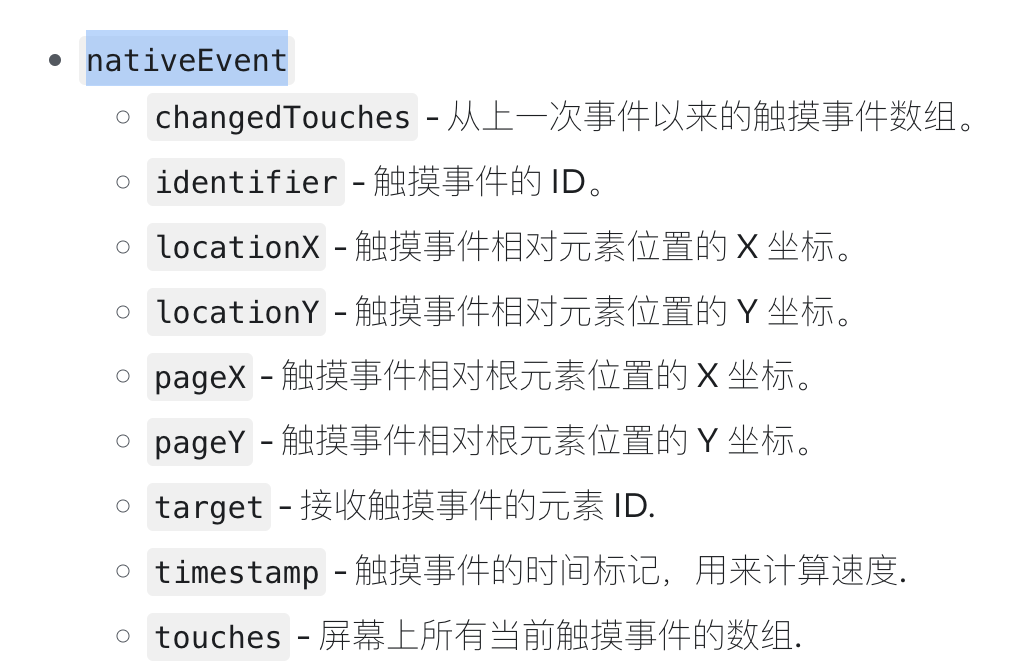 nativeEvent
changedTouches - 从上一次事件以来的触摸事件数组。
identifier - 触摸事件的 ID。
locationX - 触摸事件相对元素位置的 X 坐标。
locationY - 触摸事件相对元素位置的 Y 坐标。
pageX - 触摸事件相对根元素位置的 X 坐标。
pageY - 触摸事件相对根元素位置的 Y 坐标。
target - 接收触摸事件的元素 ID.
timestamp - 触摸事件的时间标记，用来计算速度.
touches - 屏幕上所有当前触摸事件的数组.